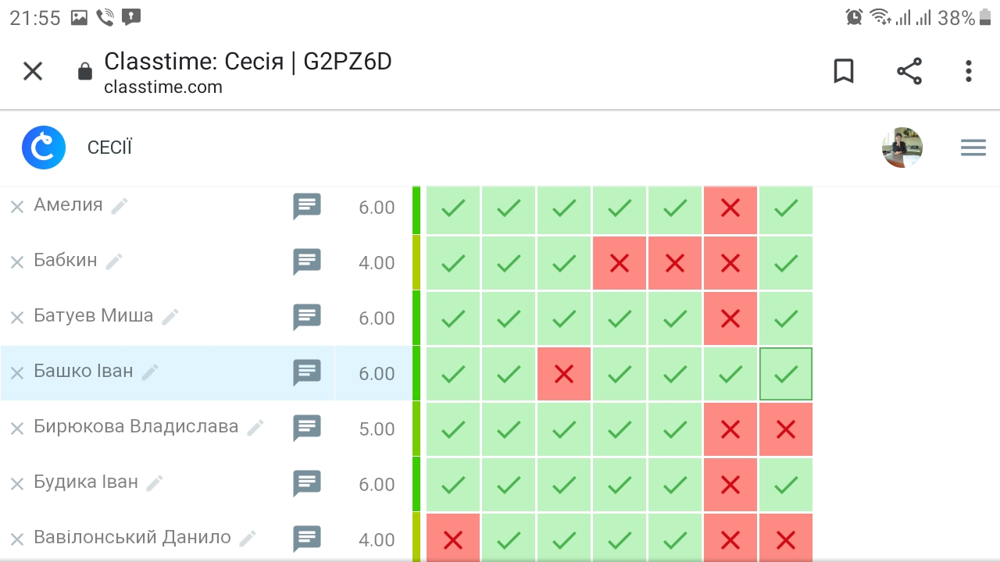 21:55 38%
Classtime: Сесія | G2PZ6D
classtime.com
СЕСІЇ
Амелия 6.00
Бабкин 4.00
Батуев Миша 6.00
Башко Іван 6.00
Бирюкова Владислава 5.00
Будика Іван 6.00
Вавілонський Данило 4.00